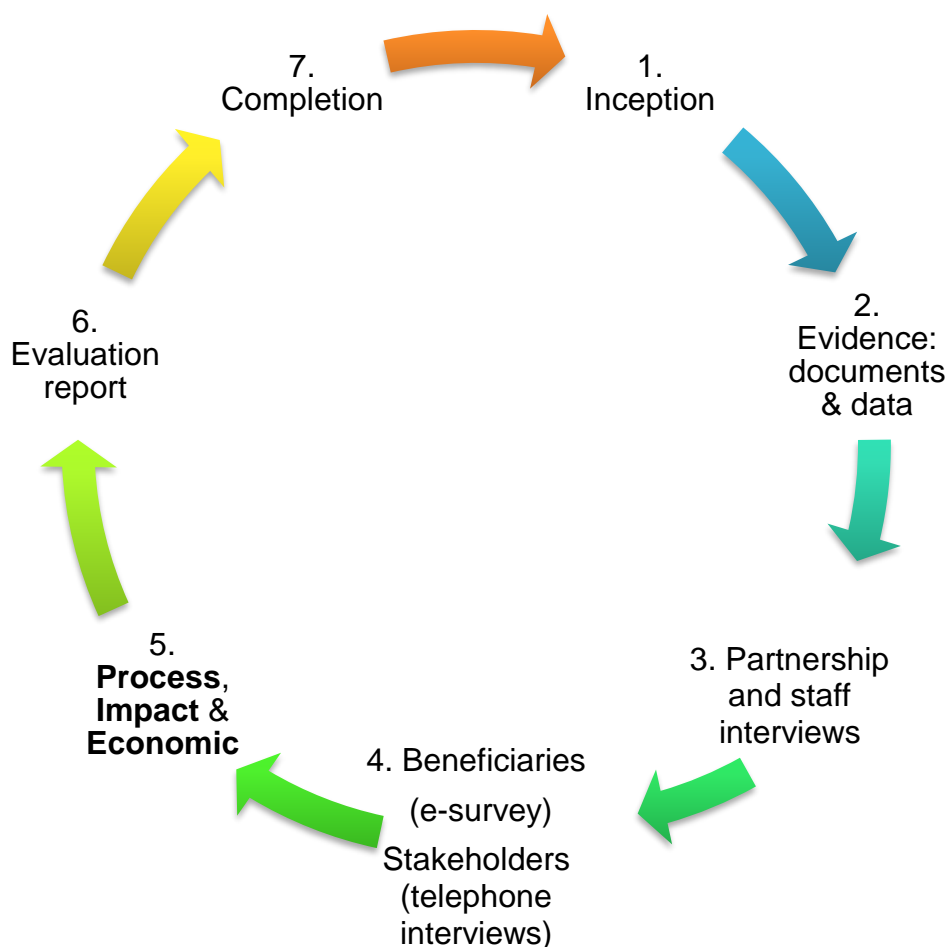 1.
Inception
2.
Evidence:
documents
& data
3. Partnership
and staff
interviews
4. Beneficiaries
(e-survey)
Stakeholders
(telephone
interviews)
5.
Process,
Impact &
Economic
6.
Evaluation
report
7.
Completion